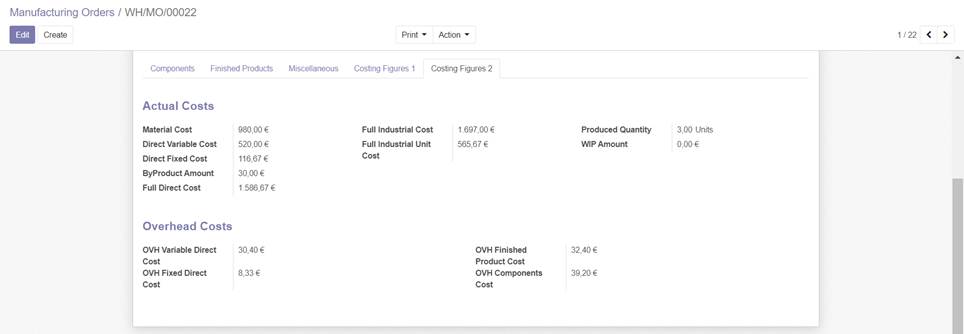 Manufacturing Orders / WH/MO/00022
Edit Create Print Action 1 / 22
Components Finished Products Miscellaneous Costing Figures 1 Costing Figures 2
Actual Costs
Material Cost 980,00 € Full Industrial Cost 1 697,00 € Produced Quantity 3,00 Units
Direct Variable Cost 520,00 € Full Industrial Unit 565,67 € WIP Amount 0,00 €
Direct Fixed Cost 116,67 € Cost
ByProduct Amount 30,00 €
Full Direct Cost 1 586,67 €
Overhead Costs
OVH Variable Direct 30,40 € OVH Finished 32,40 €
Cost Product Cost
OVH Fixed Direct 8,33 € OVH Components 39,20 €
Cost Cost